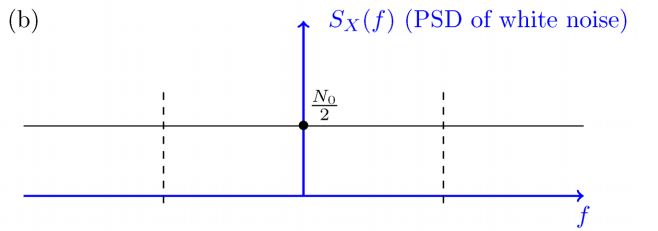 (b)
S_X(f) (PSD of white noise)
N_0/2
f